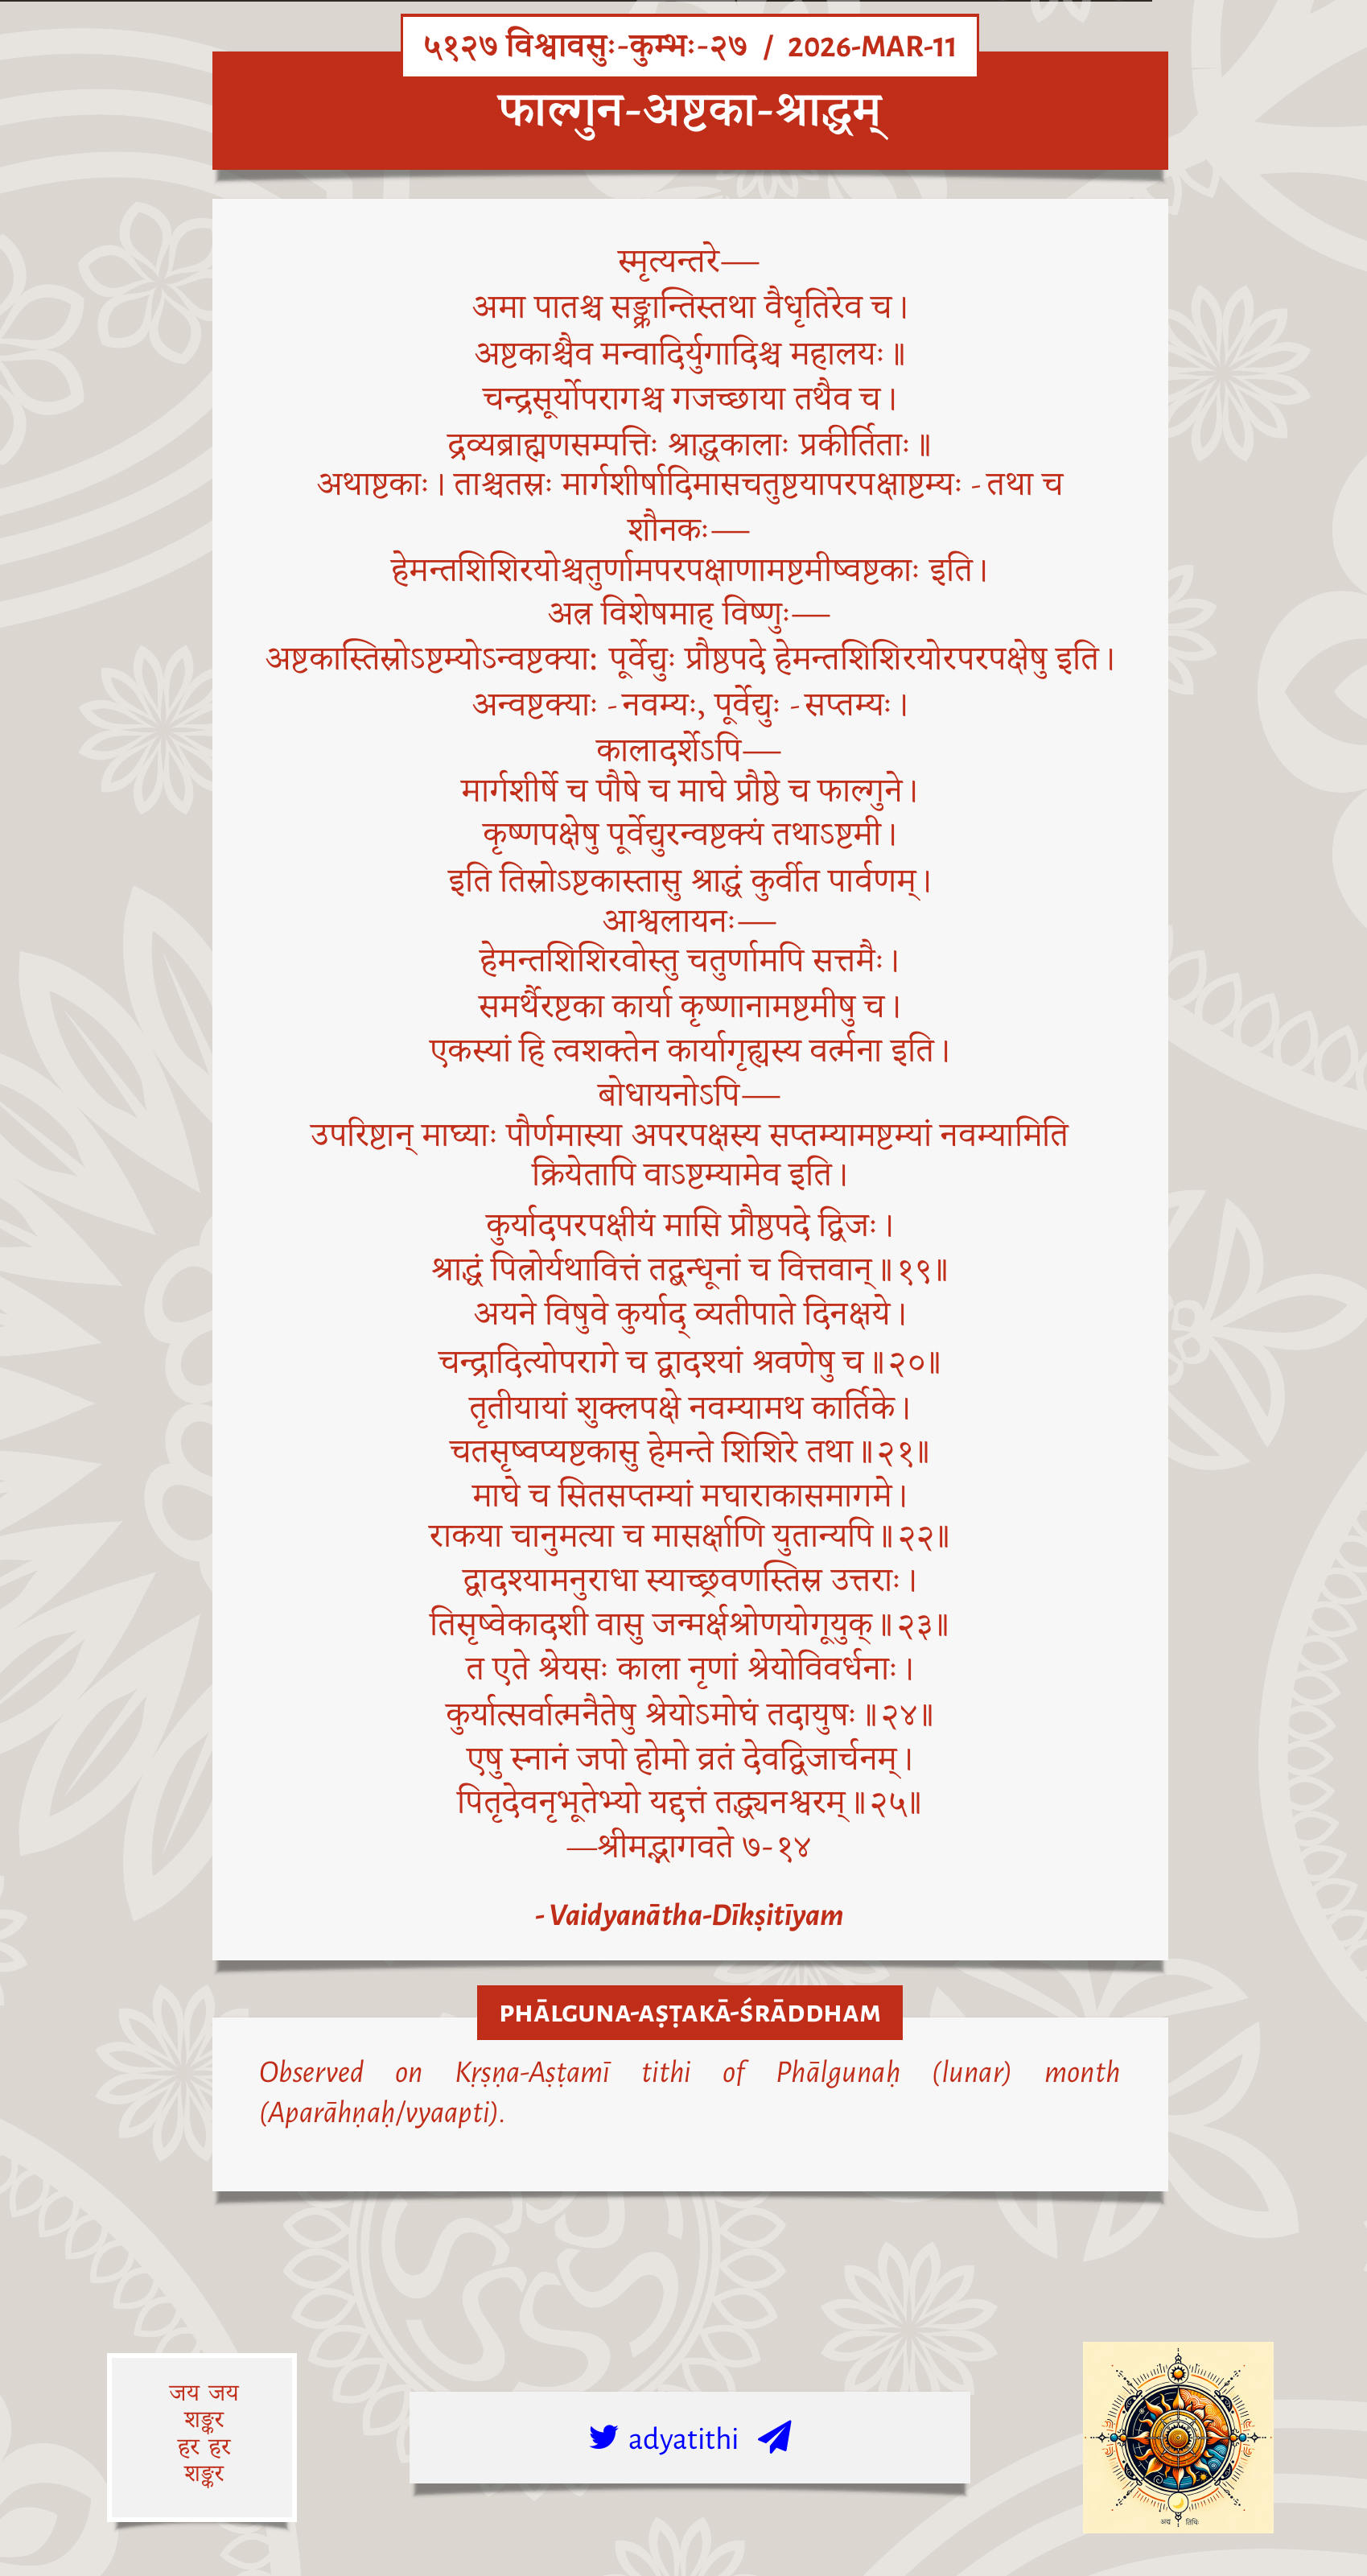 ५१२७ विश्वावसुः-कुम्भः-२७ / 2026-MAR-11
फाल्गुन-अष्टका-श्राद्धम्
स्मृत्यन्तरे—
अमा पातश्च सङ्क्रान्तिस्तथा वैधृतिरेव च।
अष्टकाश्चैव मन्वादिर्युगादिश्च महालयः॥
चन्द्रसूर्योपरागश्च गजच्छाया तथैव च।
द्रव्यब्राह्मणसम्पत्तिः श्राद्धकालाः प्रकीर्तिताः॥
अथाष्टकाः। ताश्चतस्रः मार्गशीर्षादिमासचतुष्टयापरपक्षाष्टम्यः -तथा च
शौनकः—
हेमन्तशिशिरयोश्चतुर्णामपरपक्षाणामष्टमीष्वष्टकाः इति।
अत्र विशेषमाह विष्णुः—
अष्टकास्तिस्रोऽष्टम्योऽन्वष्टक्या: पूर्वेद्युः प्रौष्ठपदे हेमन्तशिशिरयोरपरपक्षेषु इति।
अन्वष्टक्याः -नवम्यः, पूर्वेद्युः -सप्तम्यः।
कालादर्शेऽपि—
मार्गशीर्षे च पौषे च माघे प्रौष्ठे च फाल्गुने।
कृष्णपक्षेषु पूर्वेद्युरन्वष्टक्यं तथाऽष्टमी।
इति तिस्रोऽष्टकास्तासु श्राद्धं कुर्वीत पार्वणम्।
आश्वलायनः—
हेमन्तशिशिरवोस्तु चतुर्णामपि सत्तमैः।
समर्थैरष्टका कार्या कृष्णानामष्टमीषु च।
एकस्यां हि त्वशक्तेन कार्यागृह्यस्य वर्त्मना इति।
बोधायनोऽपि—
उपरिष्टान् माघ्याः पौर्णमास्या अपरपक्षस्य सप्तम्यामष्टम्यां नवम्यामिति
क्रियेतापि वाऽष्टम्यामेव इति।
कुर्यादपरपक्षीयं मासि प्रौष्ठपदे द्विजः।
श्राद्धं पित्रोर्यथावित्तं तद्बन्धूनां च वित्तवान्॥१९॥
अयने विषुवे कुर्याद् व्यतीपाते दिनक्षये।
चन्द्रादित्योपरागे च द्वादश्यां श्रवणेषु च॥२०॥
तृतीयायां शुक्लपक्षे नवम्यामथ कार्तिके।
चतसृष्वप्यष्टकासु हेमन्ते शिशिरे तथा॥२१॥
माघे च सितसप्तम्यां मघाराकासमागमे।
राकया चानुमत्या च मासर्क्षाणि युतान्यपि॥२२॥
द्वादश्यामनुराधा स्याच्छ्रवणस्तिस्र उत्तराः।
तिसृष्वेकादशी वासु जन्मर्क्षश्रोणयोगयुक्॥२३॥
त एते श्रेयसः काला नृणां श्रेयोविवर्धनाः।
कुर्यात्सर्वात्मनैतेषु श्रेयोऽमोघं तदायुषः॥२४॥
एषु स्नानं जपो होमो व्रतं देवद्विजार्चनम्।
पितृदेवनृभूतेभ्यो यद्दत्तं तद्ध्यनश्वरम्॥२५॥
—श्रीमद्भागवते ७-१४
- Vaidyanātha-Dīkṣitīyam
PHĀLGUNA-AṢṬAKĀ-ŚRĀDDHAM
Observed on Kṛṣṇa-Aṣṭamī tithi of Phālgunaḥ (lunar) month
(Aparāhṇaḥ/vyaapti).
जय जय
शङ्कर
हर हर
शङ्कर
adyatithi
अद्य तिथिः